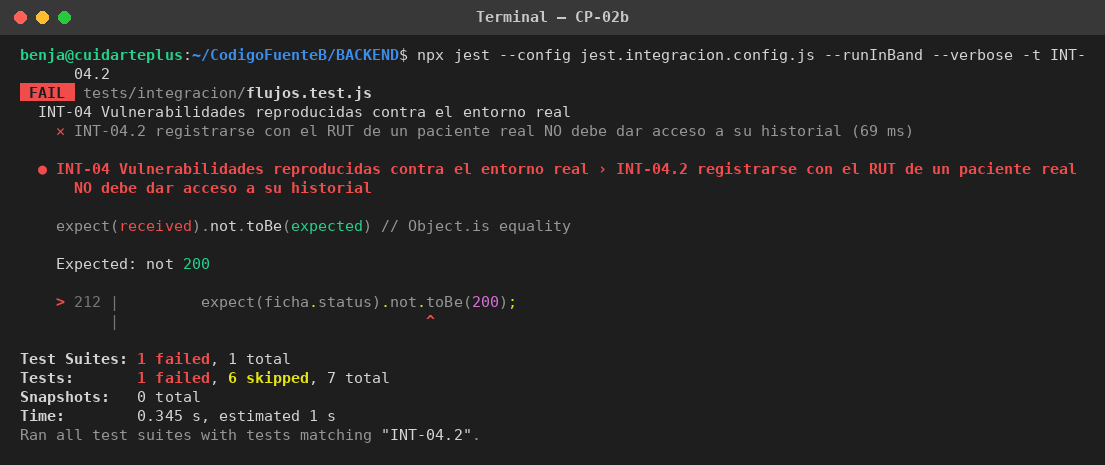 Terminal — CP-02b
benja@cuidarteplus:~/CodigoFuenteB/BACKEND$ npx jest --config jest.integracion.config.js --runInBand --verbose -t INT-
04.2
FAIL tests/integracion/flujos.test.js
INT-04 Vulnerabilidades reproducidas contra el entorno real
✕ INT-04.2 registrarse con el RUT de un paciente real NO debe dar acceso a su historial (69 ms)
● INT-04 Vulnerabilidades reproducidas contra el entorno real › INT-04.2 registrarse con el RUT de un paciente real
NO debe dar acceso a su historial
expect(received).not.toBe(expected) // Object.is equality
Expected: not 200
> 212 |         expect(ficha.status).not.toBe(200);
|                                  ^
Test Suites: 1 failed, 1 total
Tests:       1 failed, 6 skipped, 7 total
Snapshots:   0 total
Time:        0.345 s, estimated 1 s
Ran all test suites with tests matching "INT-04.2".